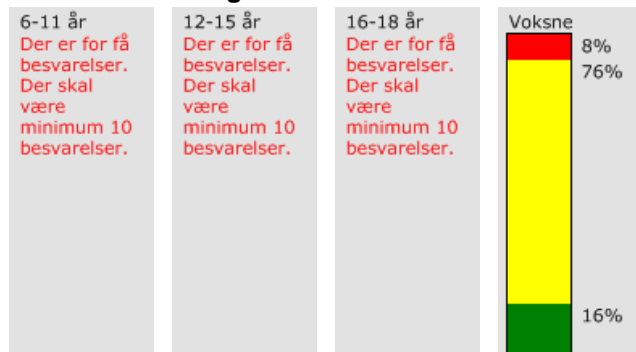 6-11 år
Der er for få
besvarelser.
Der skal
være
minimum 10
besvarelser.
12-15 år
Der er for få
besvarelser.
Der skal
være
minimum 10
besvarelser.
16-18 år
Der er for få
besvarelser.
Der skal
være
minimum 10
besvarelser.
Voksne
8%
76%
16%